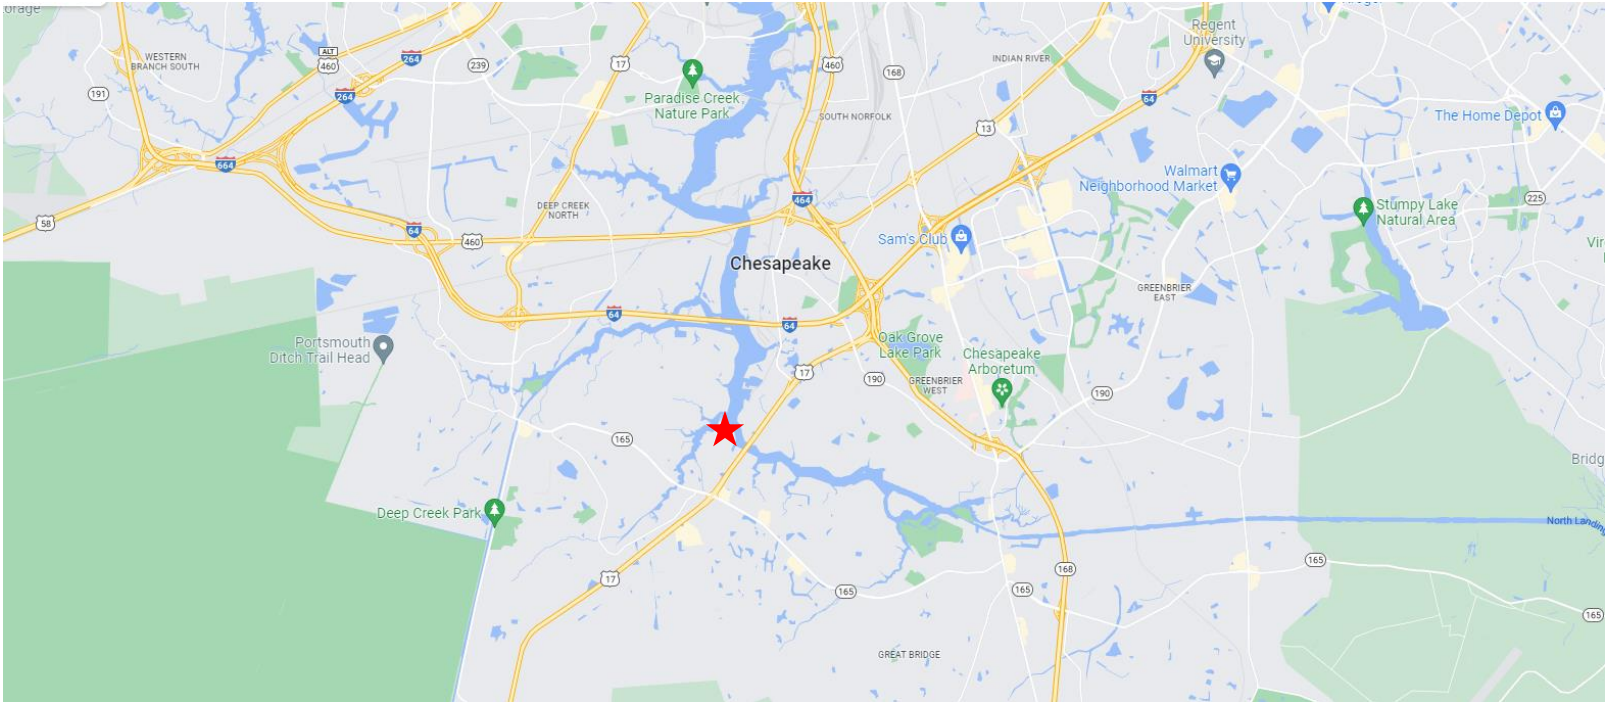 WESTERN
BRANCH SOUTH
ALT
460
264
239
17
460
168
INDIAN RIVER
Regent
University
264
191
Paradise Creek
Nature Park
SOUTH NORFOLK
64
13
The Home Depot
664
Walmart
Neighborhood Market
58
64
460
DEEP CREEK
NORTH
464
Sam's Club
Stumpy Lake
Natural Area
225
Chesapeake
GREENBRIER
EAST
64
64
Portsmouth
Ditch Trail Head
17
Oak Grove
Lake Park
190
GREENBRIER
WEST
Chesapeake
Arboretum
190
165
Deep Creek Park
North Landing
17
165
165
168
165
165
GREAT BRIDGE